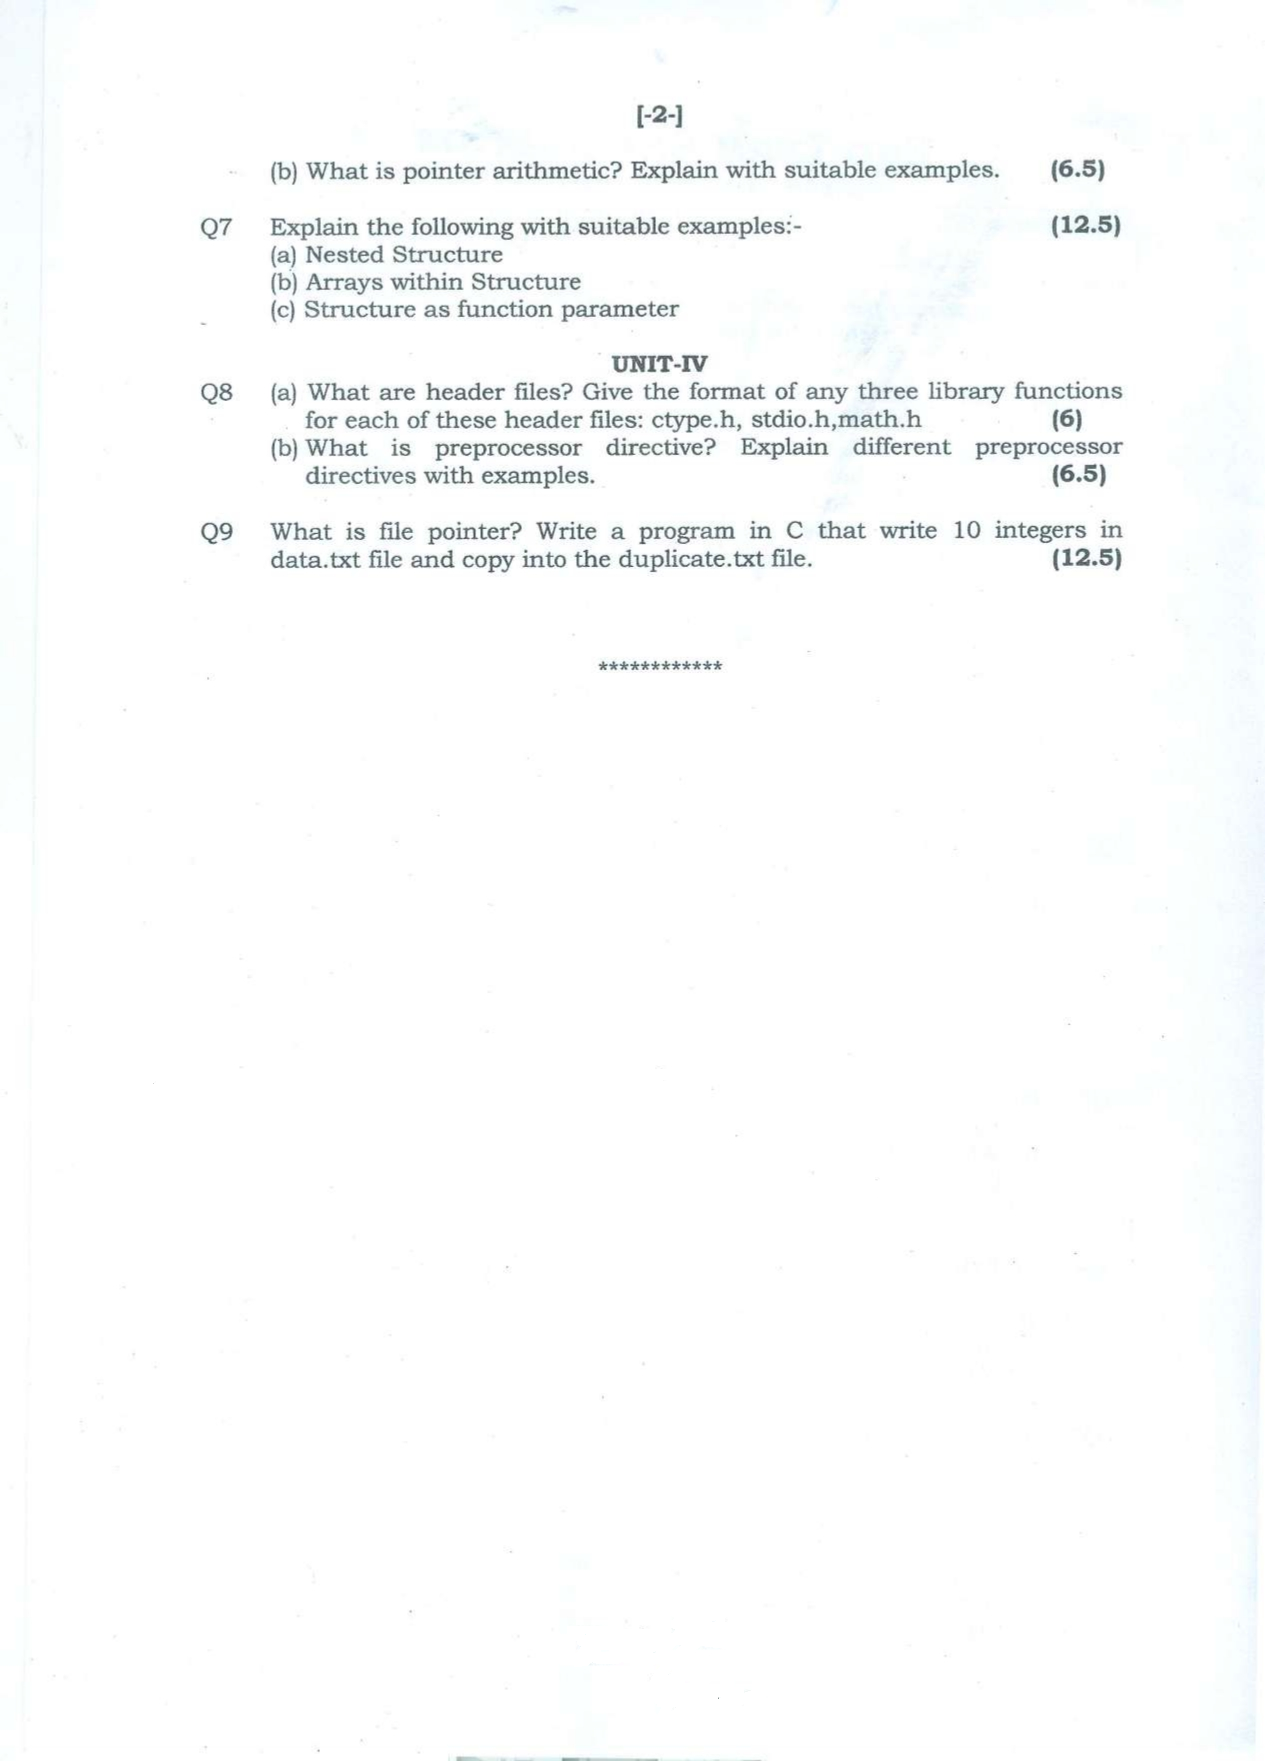 [-2-]
(b) What is pointer arithmetic? Explain with suitable examples. (6.5)
Q7 Explain the following with suitable examples:- (12.5)
(a) Nested Structure
(b) Arrays within Structure
(c) Structure as function parameter
UNIT-IV
Q8 (a) What are header files? Give the format of any three library functions
for each of these header files: ctype.h, stdio.h,math.h (6)
(b) What is preprocessor directive? Explain different preprocessor
directives with examples. (6.5)
Q9 What is file pointer? Write a program in C that write 10 integers in
data.txt file and copy into the duplicate.txt file. (12.5)
************